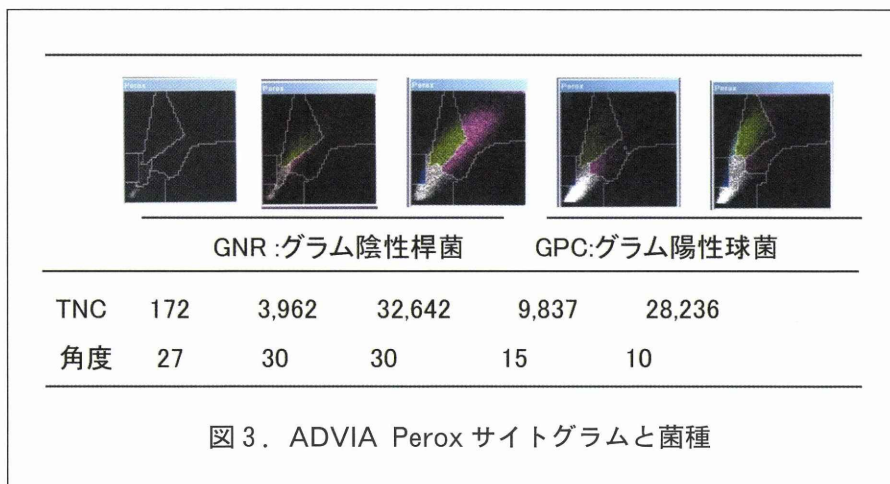 Perox Perox Perox Perox Perox
GNR :グラム陰性桿菌 GPC:グラム陽性球菌
TNC 172 3,962 32,642 9,837 28,236
角度 27 30 30 15 10
図3. ADVIA Perox サイトグラムと菌種